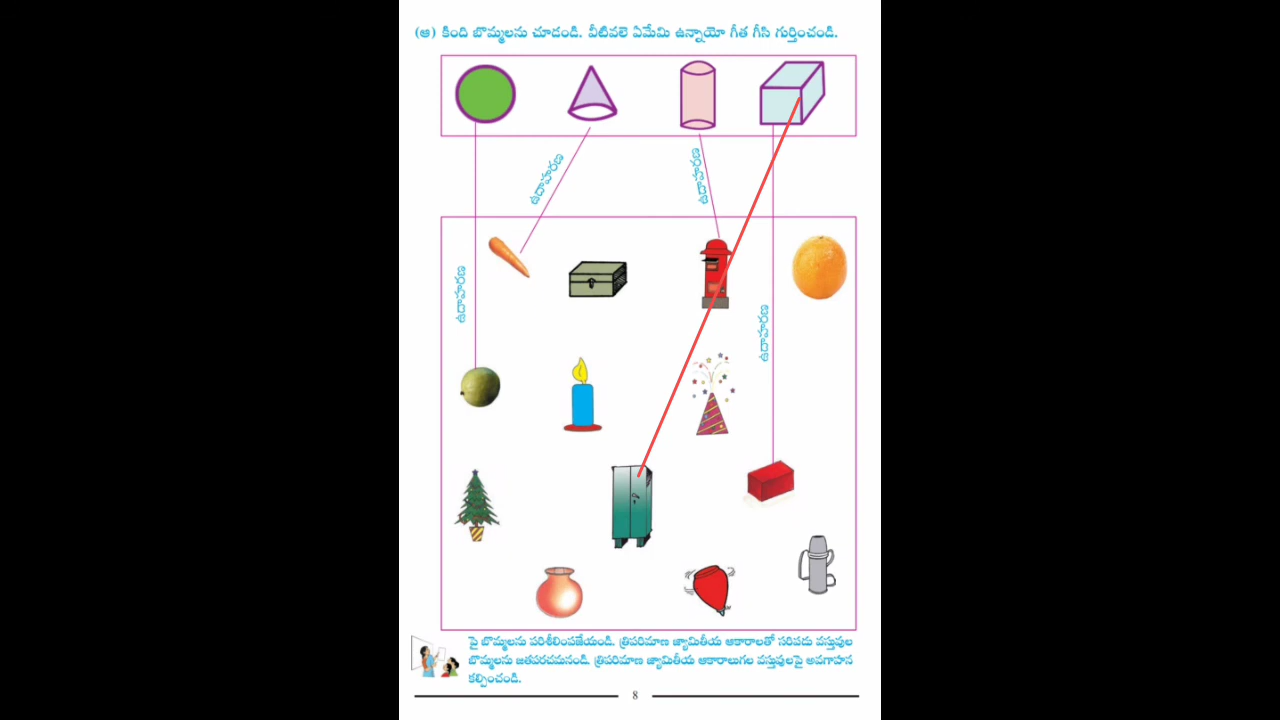 (ఆ) కింది బొమ్మలను చూడండి. వీటివలె ఏమేమి ఉన్నాయో గీత గీసి గుర్తించండి.
ఉదాహరణ
ఉదాహరణ
ఉదాహరణ
ఉదాహరణ
పై బొమ్మలను పరిశీలింపజేయండి. త్రిపరిమాణ జ్యామితీయ ఆకారాలతో సరిపడు వస్తువుల
బొమ్మలను జతపరచమనండి. త్రిపరిమాణ జ్యామితీయ ఆకారాలుగల వస్తువులపై అవగాహన
కల్పించండి.
8